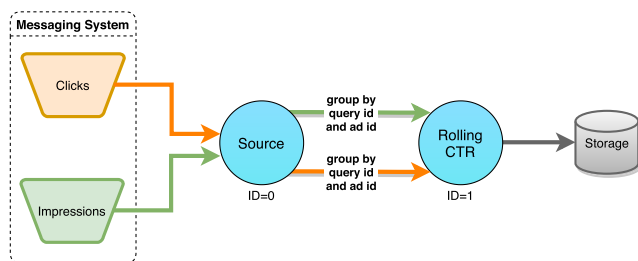 Messaging System
Clicks
Impressions
Source
ID=0
group by
query id
and ad id
group by
query id
and ad id
Rolling
CTR
ID=1
Storage